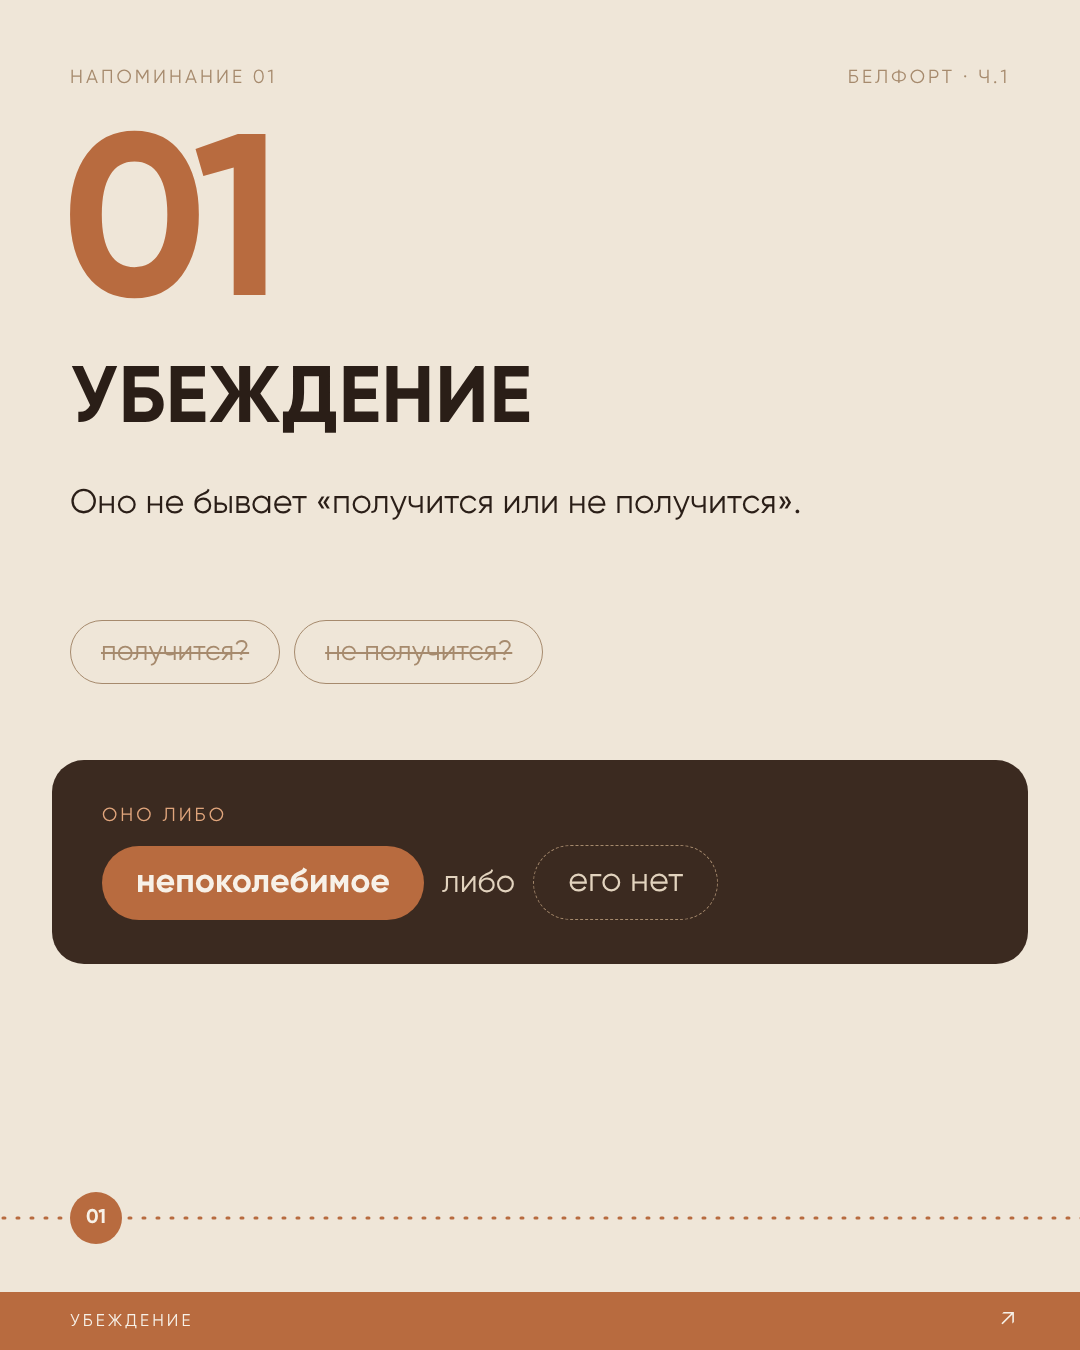 НАПОМИНАНИЕ 01
БЕЛФОРТ · Ч.1
01
УБЕЖДЕНИЕ
Оно не бывает «получится или не получится».
получится?
не получится?
ОНО ЛИБО
непоколебимое либо его нет
01
УБЕЖДЕНИЕ